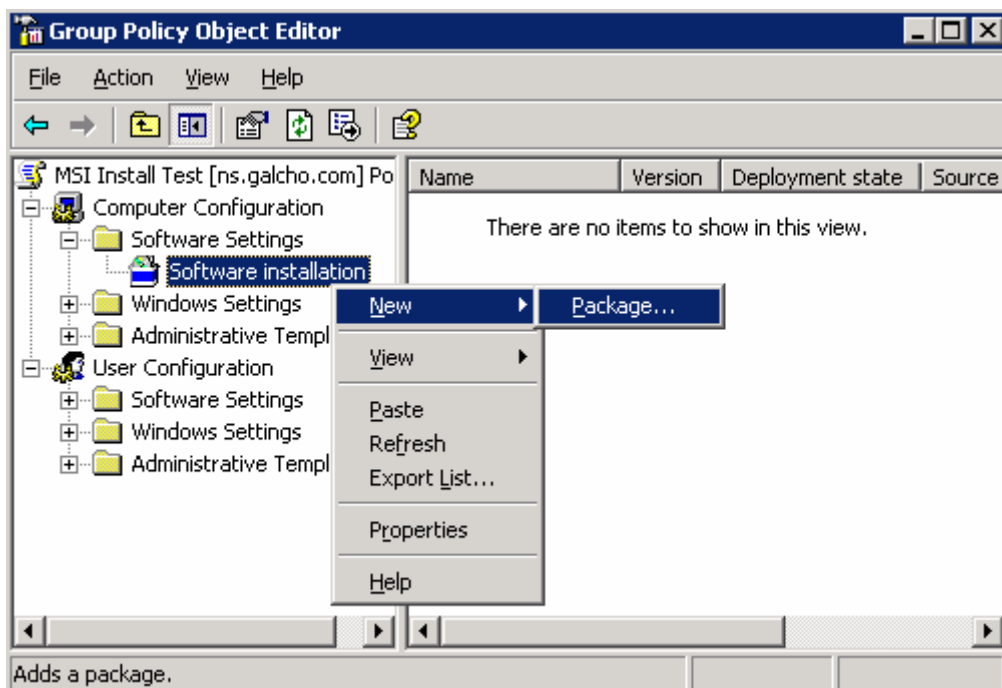 Group Policy Object Editor
File Action View Help
MSI Install Test [ns.galcho.com] Po
Computer Configuration
Software Settings
Software installation
Windows Settings
Administrative Templ
User Configuration
Software Settings
Windows Settings
Administrative Templ
Name Version Deployment state Source
There are no items to show in this view.
New
View
Paste
Refresh
Export List...
Properties
Help
Package...
Adds a package.